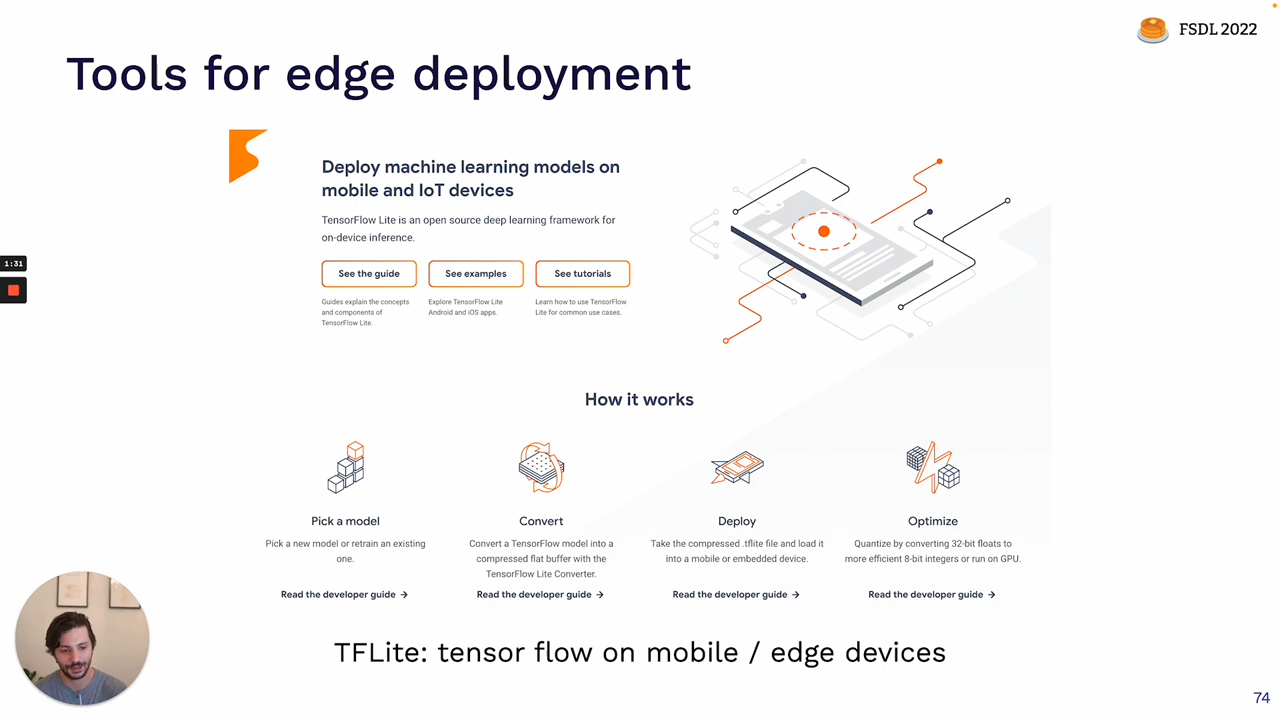 FSDL 2022
Tools for edge deployment
Deploy machine learning models on
mobile and IoT devices
TensorFlow Lite is an open source deep learning framework for
on-device inference.
See the guide
See examples
See tutorials
Guides explain the concepts
and components of
TensorFlow Lite.
Explore TensorFlow Lite
Android and iOS apps.
Learn how to use TensorFlow
Lite for common use cases.
1:31
How it works
Pick a model
Pick a new model or retrain an existing
one.
Read the developer guide →
Convert
Convert a TensorFlow model into a
compressed flat buffer with the
TensorFlow Lite Converter.
Read the developer guide →
Deploy
Take the compressed .tflite file and load it
into a mobile or embedded device.
Read the developer guide →
Optimize
Quantize by converting 32-bit floats to
more efficient 8-bit integers or run on GPU.
Read the developer guide →
TFLite: tensor flow on mobile / edge devices
74